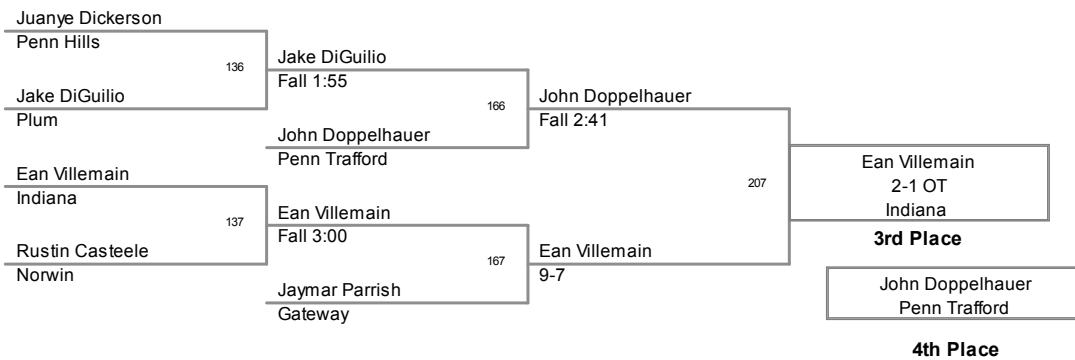 Juanye Dickerson
Penn Hills
136
Jake DiGuilio
Fall 1:55
Jake DiGuilio
Plum
166
John Doppelhauer
Fall 2:41
John Doppelhauer
Penn Trafford
Ean Villemain
Indiana
207
Ean Villemain
2-1 OT
Indiana
3rd Place
137
Ean Villemain
Fall 3:00
Rustin Casteele
Norwin
167
Ean Villemain
9-7
Jaymar Parrish
Gateway
John Doppelhauer
Penn Trafford
4th Place